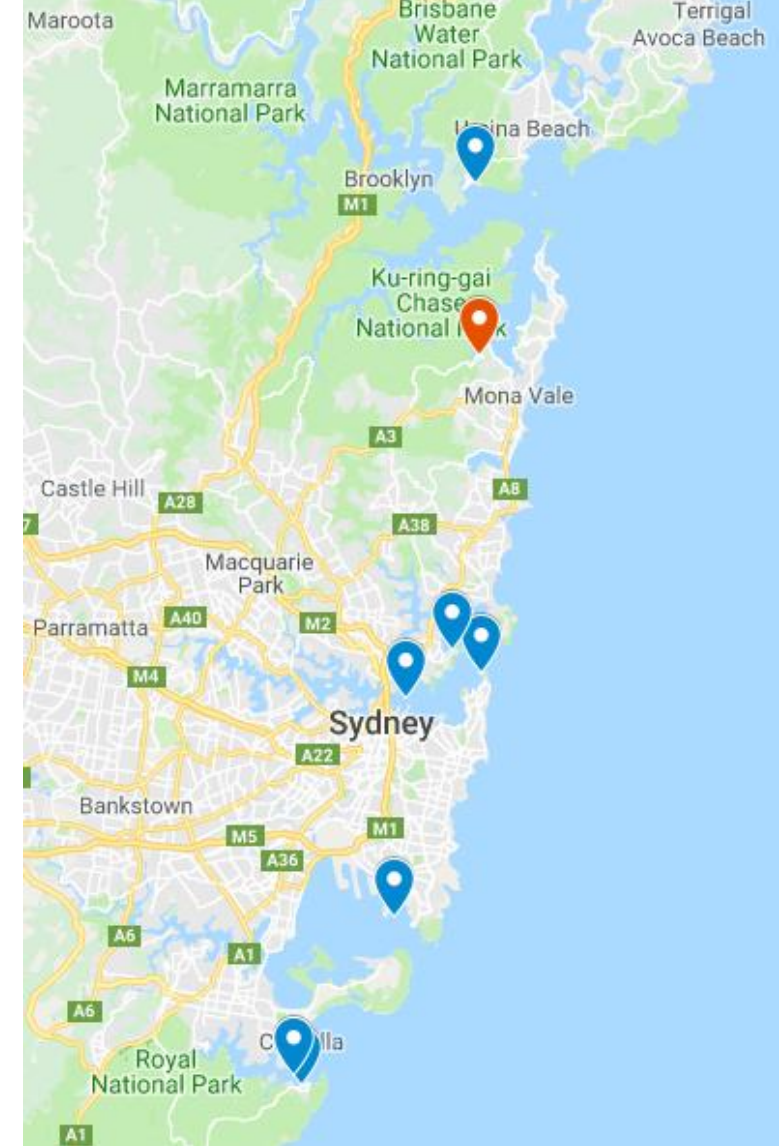 Maroota
Brisbane
Water
National Park
Terrigal
Avoca Beach
Marramarra
National Park
Beach
Brooklyn
M1
Ku-ring-gai
Chase
National
Mona Vale
A3
Castle Hill
A28
A8
7
A38
Macquarie
Park
A40
M2
Parramatta
M4
Sydney
A22
Bankstown
M5
M1
A36
A6
A1
A6
Royal
National Park
A1